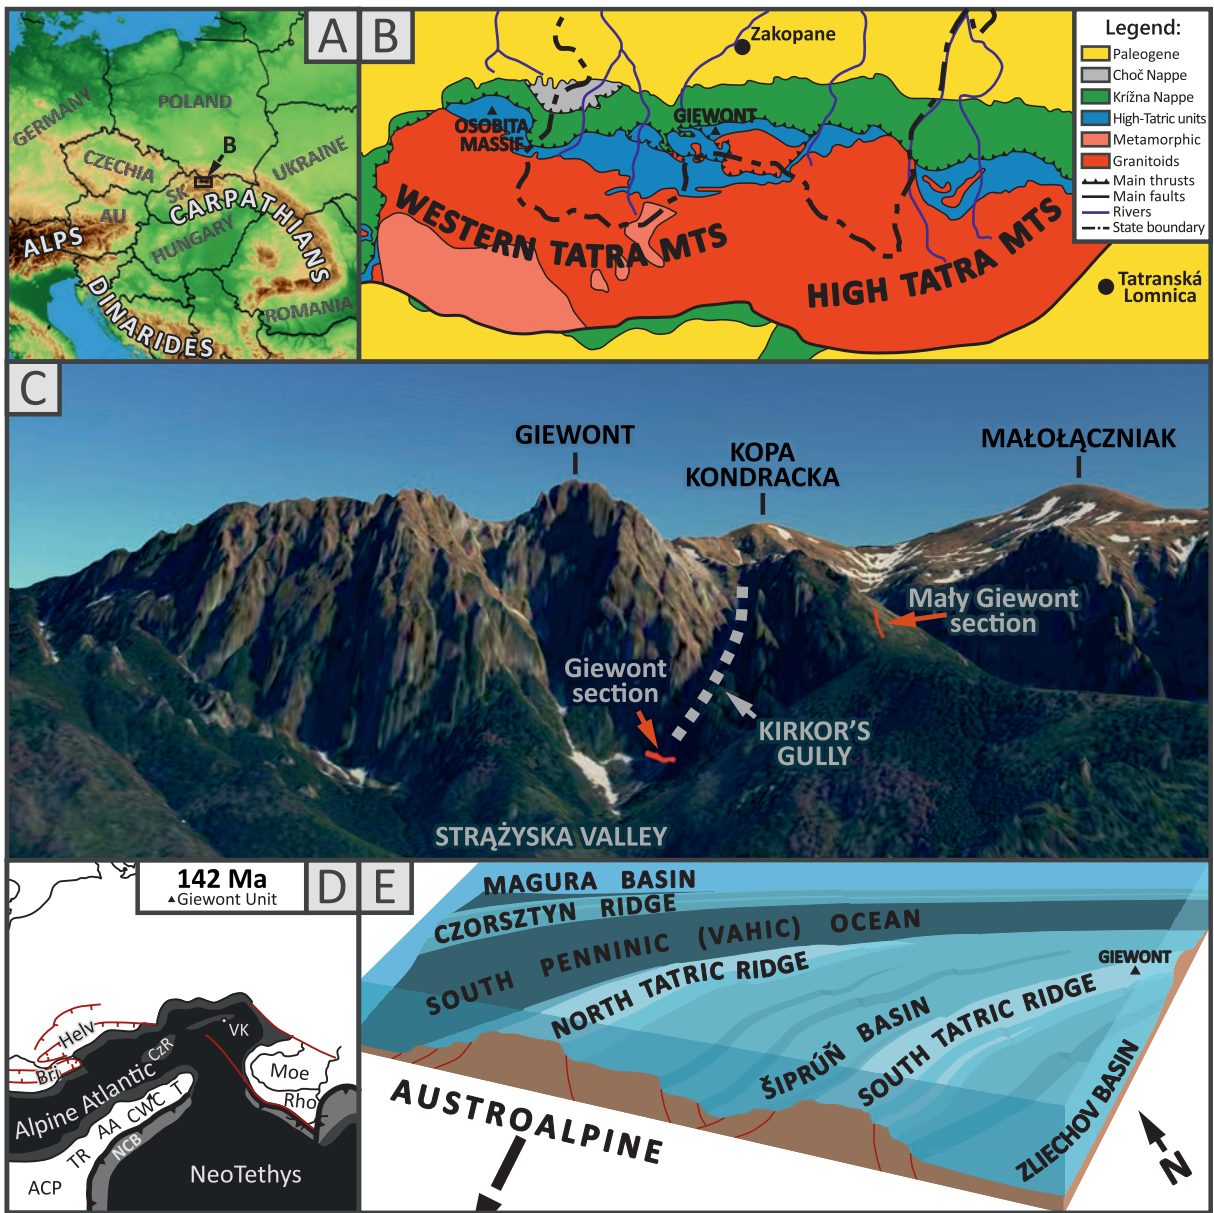 A
GERMANY
POLAND
B
CZECHIA
UKRAINE
SK
AU
CARPATHIANS
HUNGARY
ALPS
DINARIDES
ROMANIA
B
Zakopane
GIEWONT
OSOBITA
MASSIF
WESTERN TATRA MTS
HIGH TATRA MTS
Tatranská
Lomnica
Legend:
Paleogene
Choč Nappe
Krížna Nappe
High-Tatric units
Metamorphic
Granitoids
Main thrusts
Main faults
Rivers
State boundary
C
GIEWONT
KOPA
KONDRACKA
MAŁOŁĄCZNIAK
Mały Giewont
section
Giewont
section
KIRKOR'S
GULLY
STRĄŻYSKA VALLEY
142 Ma
▲Giewont Unit
D
Helv
Bri
VK
CzR
Moe
Rho
Alpine Atlantic
AA CWC T
NCB
TR
ACP
NeoTethys
E
MAGURA BASIN
CZORSZTYN RIDGE
SOUTH PENNINIC (VAHIC) OCEAN
NORTH TATRIC RIDGE
GIEWONT
ŠIPRÚŇ BASIN
SOUTH TATRIC RIDGE
ZLIECHOV BASIN
AUSTROALPINE
N